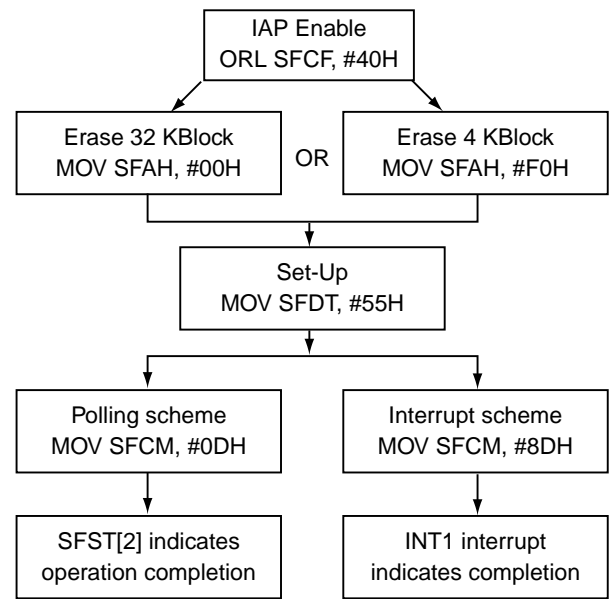 IAP Enable
ORL SFCF, #40H
Erase 32 KBlock
MOV SFAH, #00H
OR
Erase 4 KBlock
MOV SFAH, #F0H
Set-Up
MOV SFDT, #55H
Polling scheme
MOV SFCM, #0DH
Interrupt scheme
MOV SFCM, #8DH
SFST[2] indicates
operation completion
INT1 interrupt
indicates completion